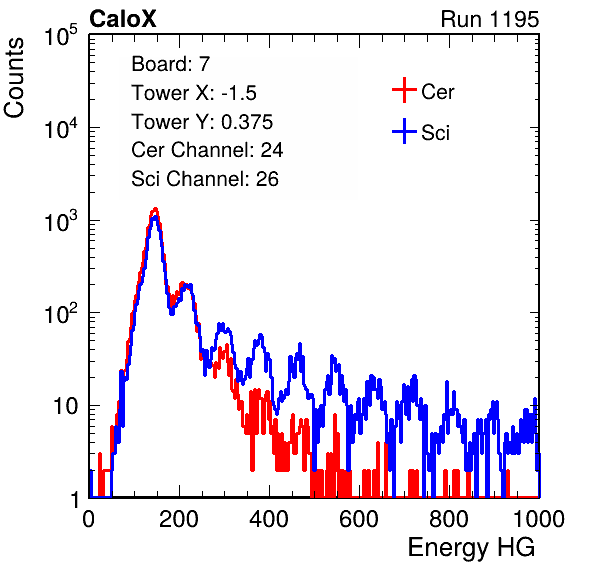 CaloX Run 1195
Counts
10^5
10^4
10^3
10^2
10
1
Board: 7
Tower X: -1.5
Tower Y: 0.375
Cer Channel: 24
Sci Channel: 26
Cer
Sci
0 200 400 600 800 1000
Energy HG